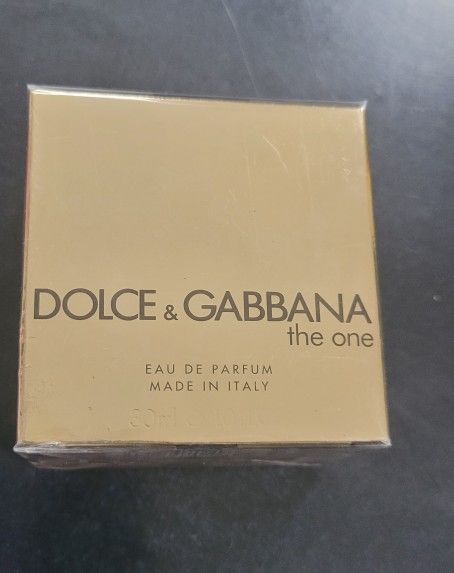 DOLCE & GABBANA
the one
EAU DE PARFUM
MADE IN ITALY